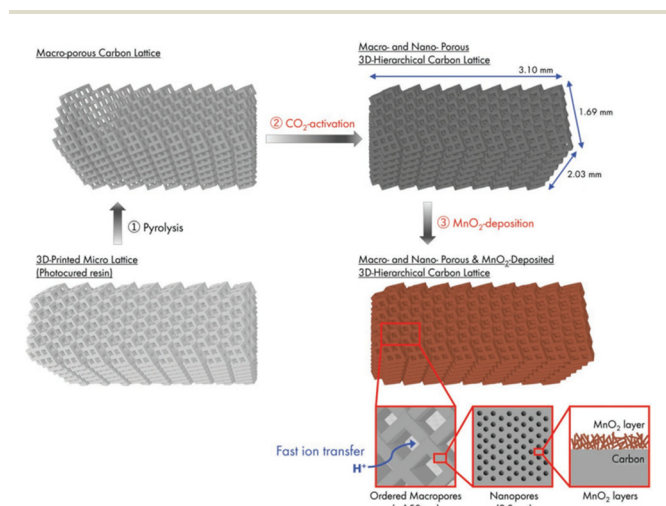 Macro-porous Carbon Lattice
② CO₂-activation
Macro- and Nano- Porous
3D-Hierarchical Carbon Lattice
3.10 mm
1.69 mm
2.03 mm
① Pyrolysis
③ MnO₂-deposition
3D-Printed Micro Lattice
(Photocured resin)
Macro- and Nano- Porous & MnO₂-Deposited
3D-Hierarchical Carbon Lattice
Fast ion transfer
H⁺
MnO₂ layer
Carbon
Ordered Macropores
Nanopores
MnO₂ layers